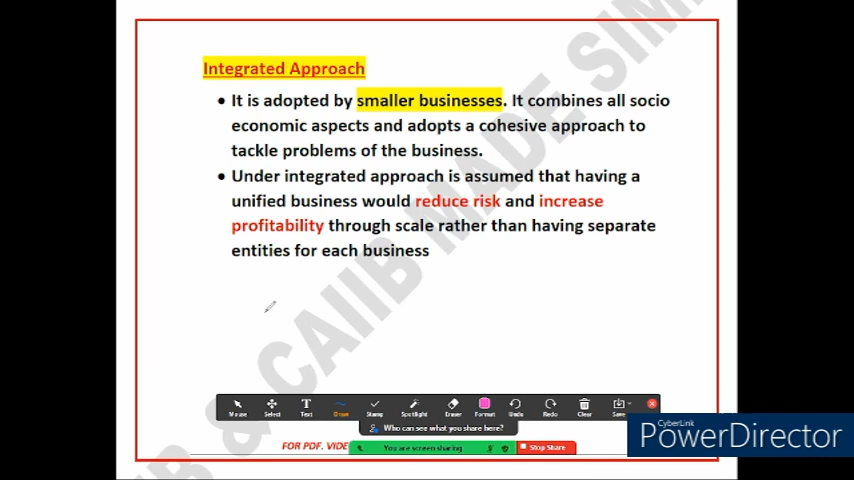 Integrated Approach
• It is adopted by smaller businesses. It combines all socio
economic aspects and adopts a cohesive approach to
tackle problems of the business.
• Under integrated approach is assumed that having a
unified business would reduce risk and increase
profitability through scale rather than having separate
entities for each business
& CAIIB MADE SIM
Mouse Select Text Draw Stamp Spotlight Eraser Format Undo Redo Clear Save
Who can see what you share here?
FOR PDF. VIDE
You are screen sharing Stop Share
CyberLink
PowerDirector